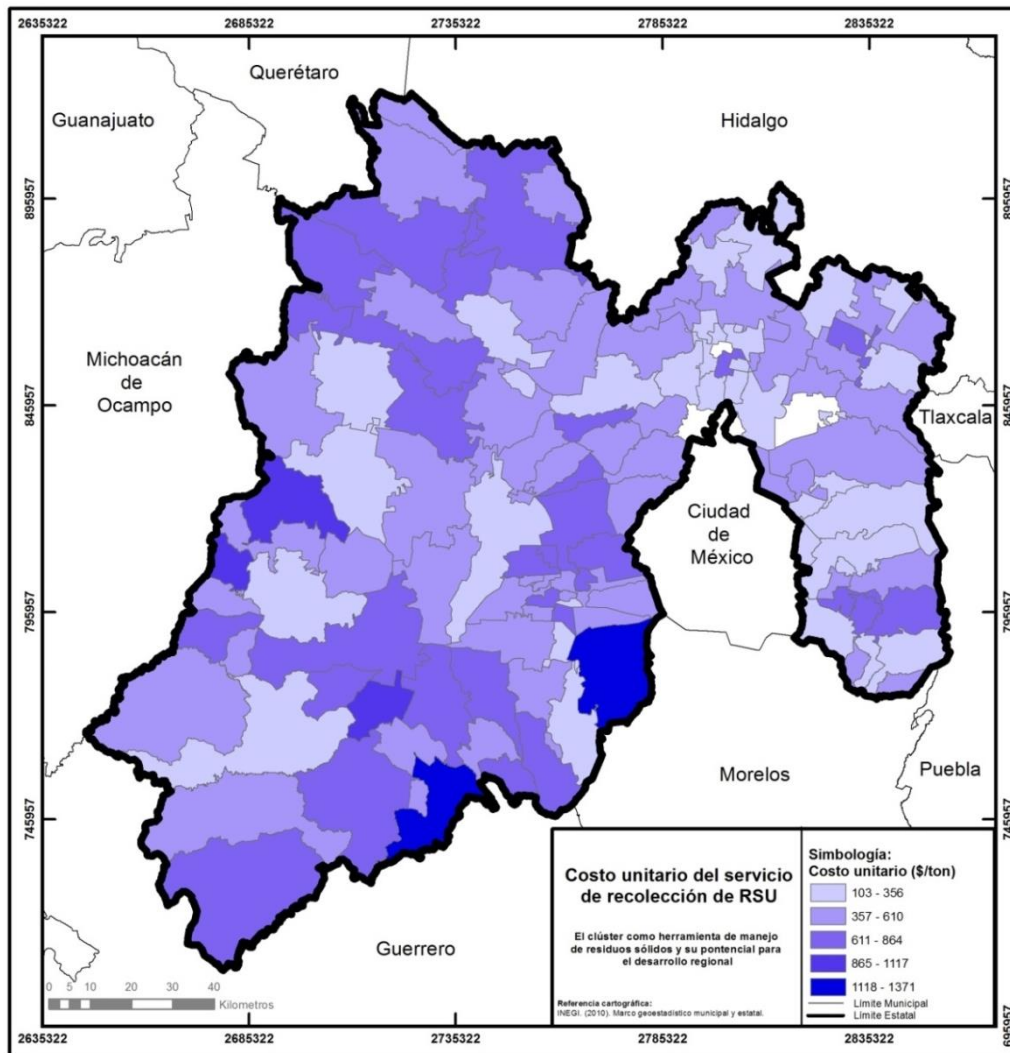 2635322 2685322 2735322 2785322 2835322
Querétaro
Guanajuato
Hidalgo
895957 895957
Michoacán
de
Ocampo
845957 845957
Tlaxcala
Ciudad
de
México
795957 795957
Morelos
Puebla
745957 745957
Guerrero
Costo unitario del servicio
de recolección de RSU
El clúster como herramienta de manejo
de residuos sólidos y su pontencial para
el desarrollo regional
Referencia cartográfica:
INEGI. (2010). Marco geoestadístico municipal y estatal.
Simbología:
Costo unitario ($/ton)
103 - 356
357 - 610
611 - 864
865 - 1117
1118 - 1371
Límite Municipal
Límite Estatal
0 5 10 20 30 40
Kilometros
695957
2635322 2685322 2735322 2785322 2835322